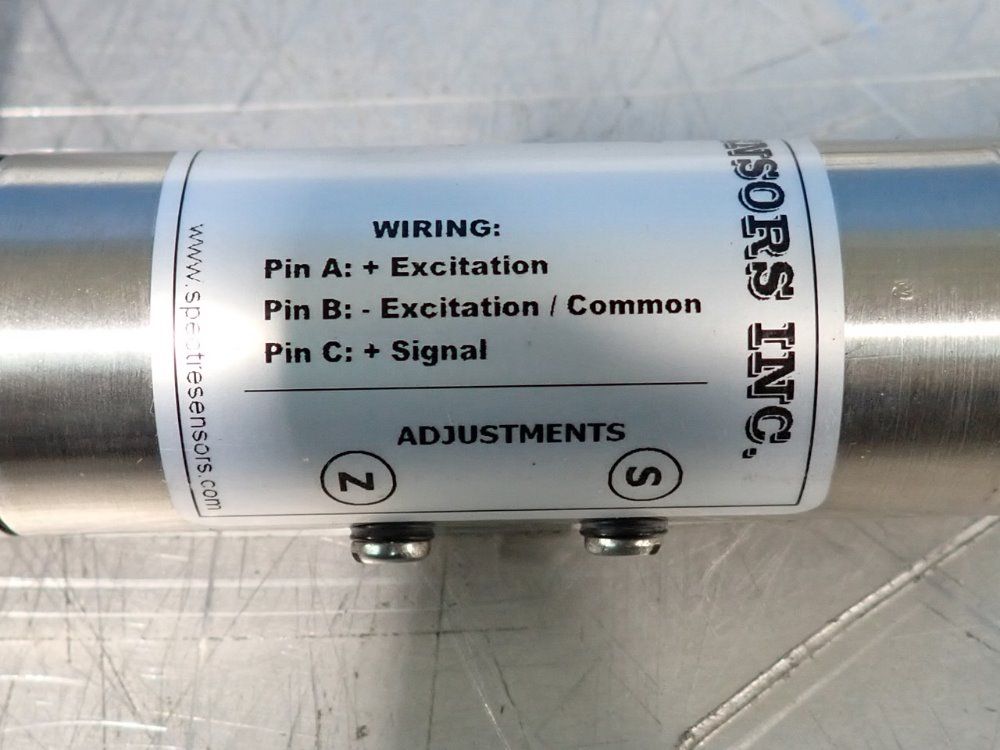 WIRING:
Pin A: + Excitation
Pin B: - Excitation / Common
Pin C: + Signal
ADJUSTMENTS
Z
S
www.spectresensors.com
NSORS INC.